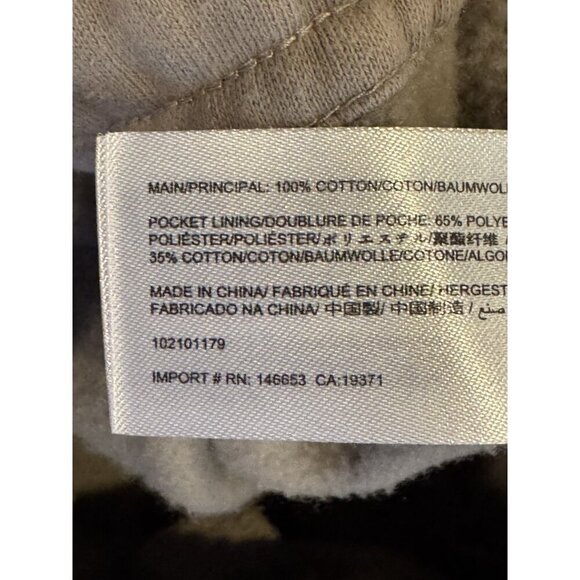 MAIN/PRINCIPAL: 100% COTTON/COTON/BAUMWOLL
POCKET LINING/DOUBLURE DE POCHE: 65% POLYE
POLIÉSTER/POLIÉSTER/ポリエステル/聚酯纤维 /
35% COTTON/COTON/BAUMWOLLE/COTONE/ALGO
MADE IN CHINA/ FABRIQUÉ EN CHINE/ HERGEST
FABRICADO NA CHINA/ 中国製/ 中国制造 / صنع
102101179
IMPORT # RN: 146653 CA:19371